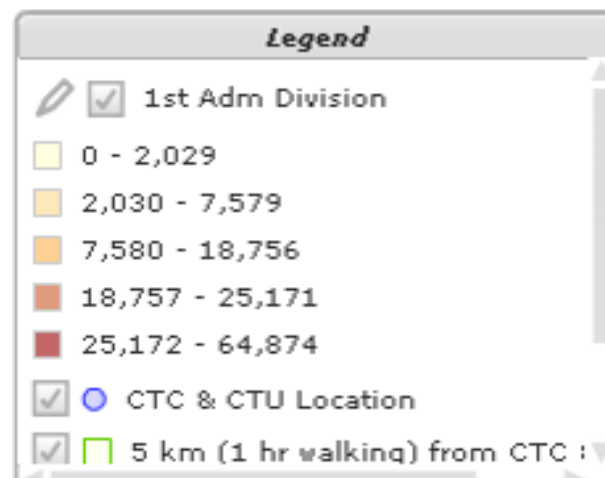 Legend
1st Adm Division
0 - 2,029
2,030 - 7,579
7,580 - 18,756
18,757 - 25,171
25,172 - 64,874
CTC & CTU Location
5 km (1 hr walking) from CTC